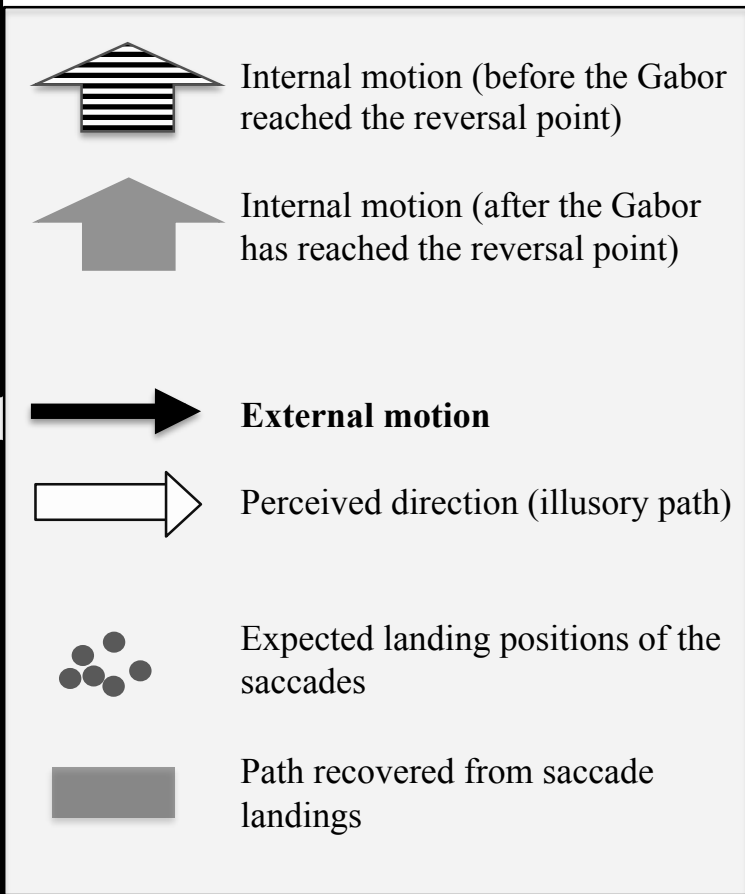 Internal motion (before the Gabor
reached the reversal point)
Internal motion (after the Gabor
has reached the reversal point)
External motion
Perceived direction (illusory path)
Expected landing positions of the
saccades
Path recovered from saccade
landings